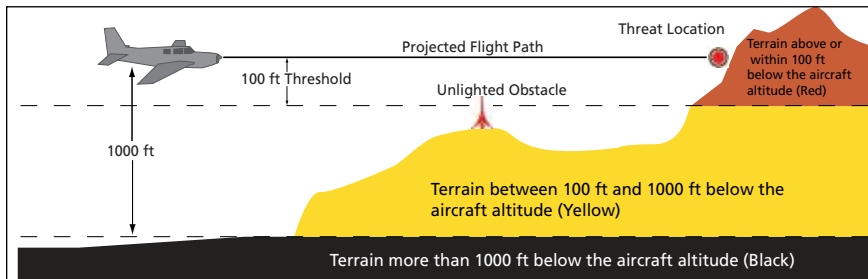 Threat Location
Projected Flight Path
Terrain above or
within 100 ft
below the aircraft
altitude (Red)
100 ft Threshold
Unlighted Obstacle
1000 ft
Terrain between 100 ft and 1000 ft below the
aircraft altitude (Yellow)
Terrain more than 1000 ft below the aircraft altitude (Black)